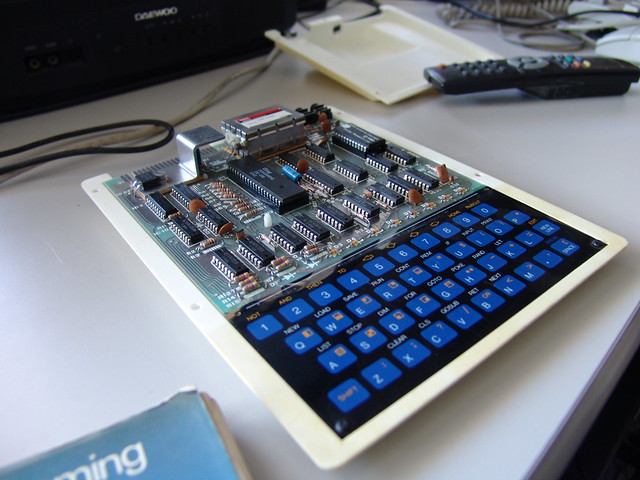 DAEWOO
NOT AND THEN TO HOME RUBOUT
1 2 3 4 5 6 7 8 9 0
NEW LOAD SAVE RUN CONT REM IF INPUT PRINT
Q W E R T Y U I O P
LIST STOP DIM FOR GOTO POKE RAND LET
A S D F G H J K L
CLEAR CLS GOSUB RET NEXT
SHIFT Z X C V B N M
ming